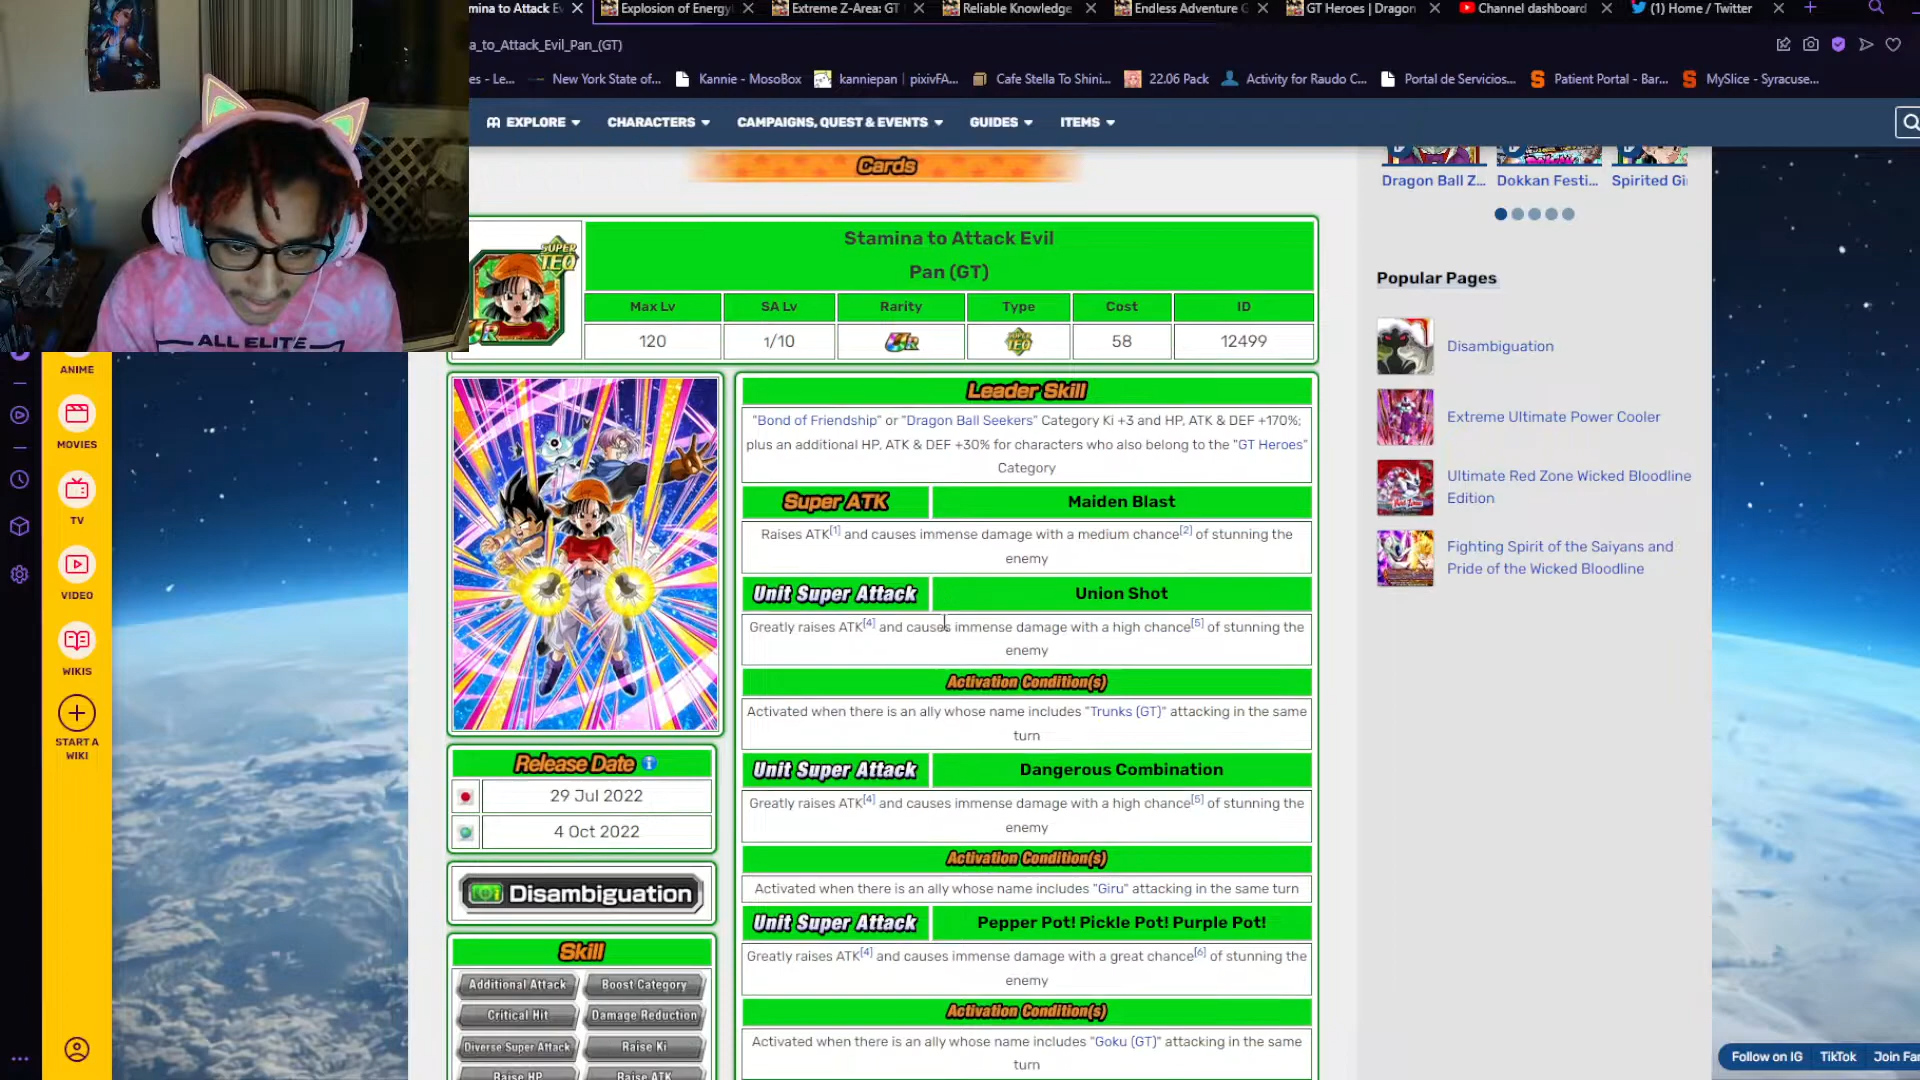 mina to Attack Ev
Explosion of Energy
Extreme Z-Area: GT
Reliable Knowledge
Endless Adventure G
GT Heroes | Dragon
Channel dashboard
(1) Home / Twitter
a_to_Attack_Evil_Pan_(GT)
es - Le...
New York State of...
Kannie - MosoBox
kanniepan | pixivFA...
Cafe Stella To Shini...
22.06 Pack
Activity for Raudo C...
Portal de Servicios...
Patient Portal - Bar...
MySlice - Syracuse...
EXPLORE
CHARACTERS
CAMPAIGNS, QUEST & EVENTS
GUIDES
ITEMS
Cards
Dragon Ball Z...
Dokkan Festi...
Spirited Gi
Stamina to Attack Evil
Pan (GT)
SUPER
TEQ
Max Lv
SA Lv
Rarity
Type
Cost
ID
120
1/10
UR
SUPER
TEQ
58
12499
Popular Pages
Disambiguation
Extreme Ultimate Power Cooler
Ultimate Red Zone Wicked Bloodline
Edition
Fighting Spirit of the Saiyans and
Pride of the Wicked Bloodline
ALL ELITE
ANIME
MOVIES
TV
VIDEO
WIKIS
START A
WIKI
Leader Skill
"Bond of Friendship" or "Dragon Ball Seekers" Category Ki +3 and HP, ATK & DEF +170%;
plus an additional HP, ATK & DEF +30% for characters who also belong to the "GT Heroes"
Category
Super ATK
Maiden Blast
Raises ATK[1] and causes immense damage with a medium chance[2] of stunning the
enemy
Unit Super Attack
Union Shot
Greatly raises ATK[4] and causes immense damage with a high chance[5] of stunning the
enemy
Activation Condition(s)
Activated when there is an ally whose name includes "Trunks (GT)" attacking in the same
turn
Unit Super Attack
Dangerous Combination
Greatly raises ATK[4] and causes immense damage with a high chance[5] of stunning the
enemy
Activation Condition(s)
Activated when there is an ally whose name includes "Giru" attacking in the same turn
Unit Super Attack
Pepper Pot! Pickle Pot! Purple Pot!
Greatly raises ATK[4] and causes immense damage with a great chance[6] of stunning the
enemy
Activation Condition(s)
Activated when there is an ally whose name includes "Goku (GT)" attacking in the same
turn
Release Date
29 Jul 2022
4 Oct 2022
Disambiguation
Skill
Additional Attack
Boost Category
Critical Hit
Damage Reduction
Diverse Super Attack
Raise Ki
Raise HP
Raise ATK
Follow on IG
TikTok
Join Fa